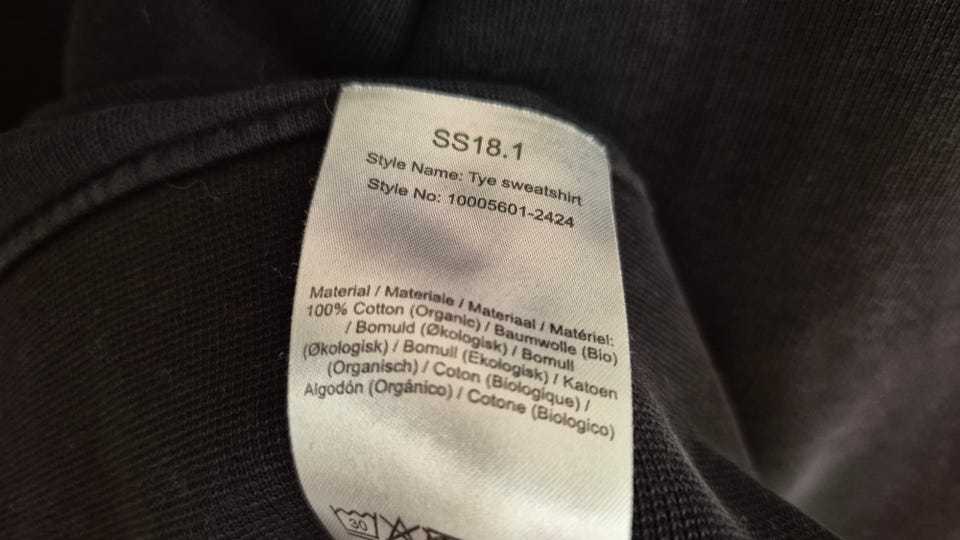 SS18.1
Style Name: Tye sweatshirt
Style No: 10005601-2424
Material / Materiale / Materiaal / Matériel:
100% Cotton (Organic) / Baumwolle (Bio)
/ Bomuld (Økologisk) / Bomull
(Økologisk) / Bomull (Ekologisk) / Katoen
(Organisch) / Coton (Biologique) /
Algodón (Orgánico) / Cotone (Biologico)
30